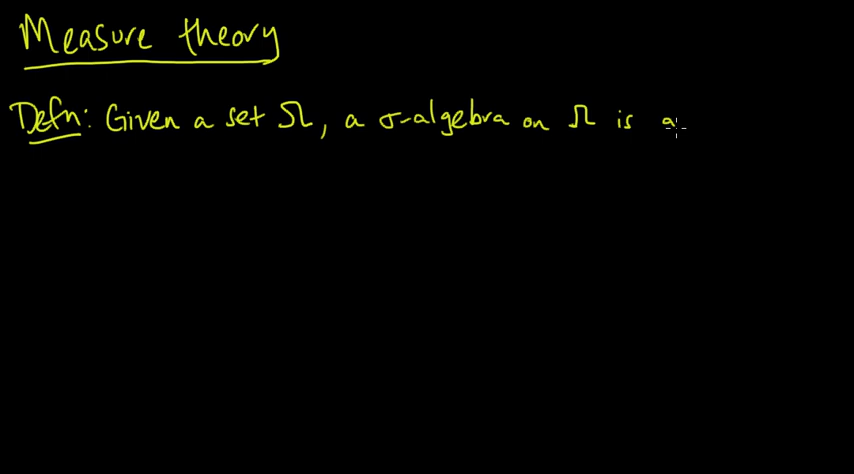 Measure theory
Defn: Given a set Ω, a σ-algebra on Ω is a